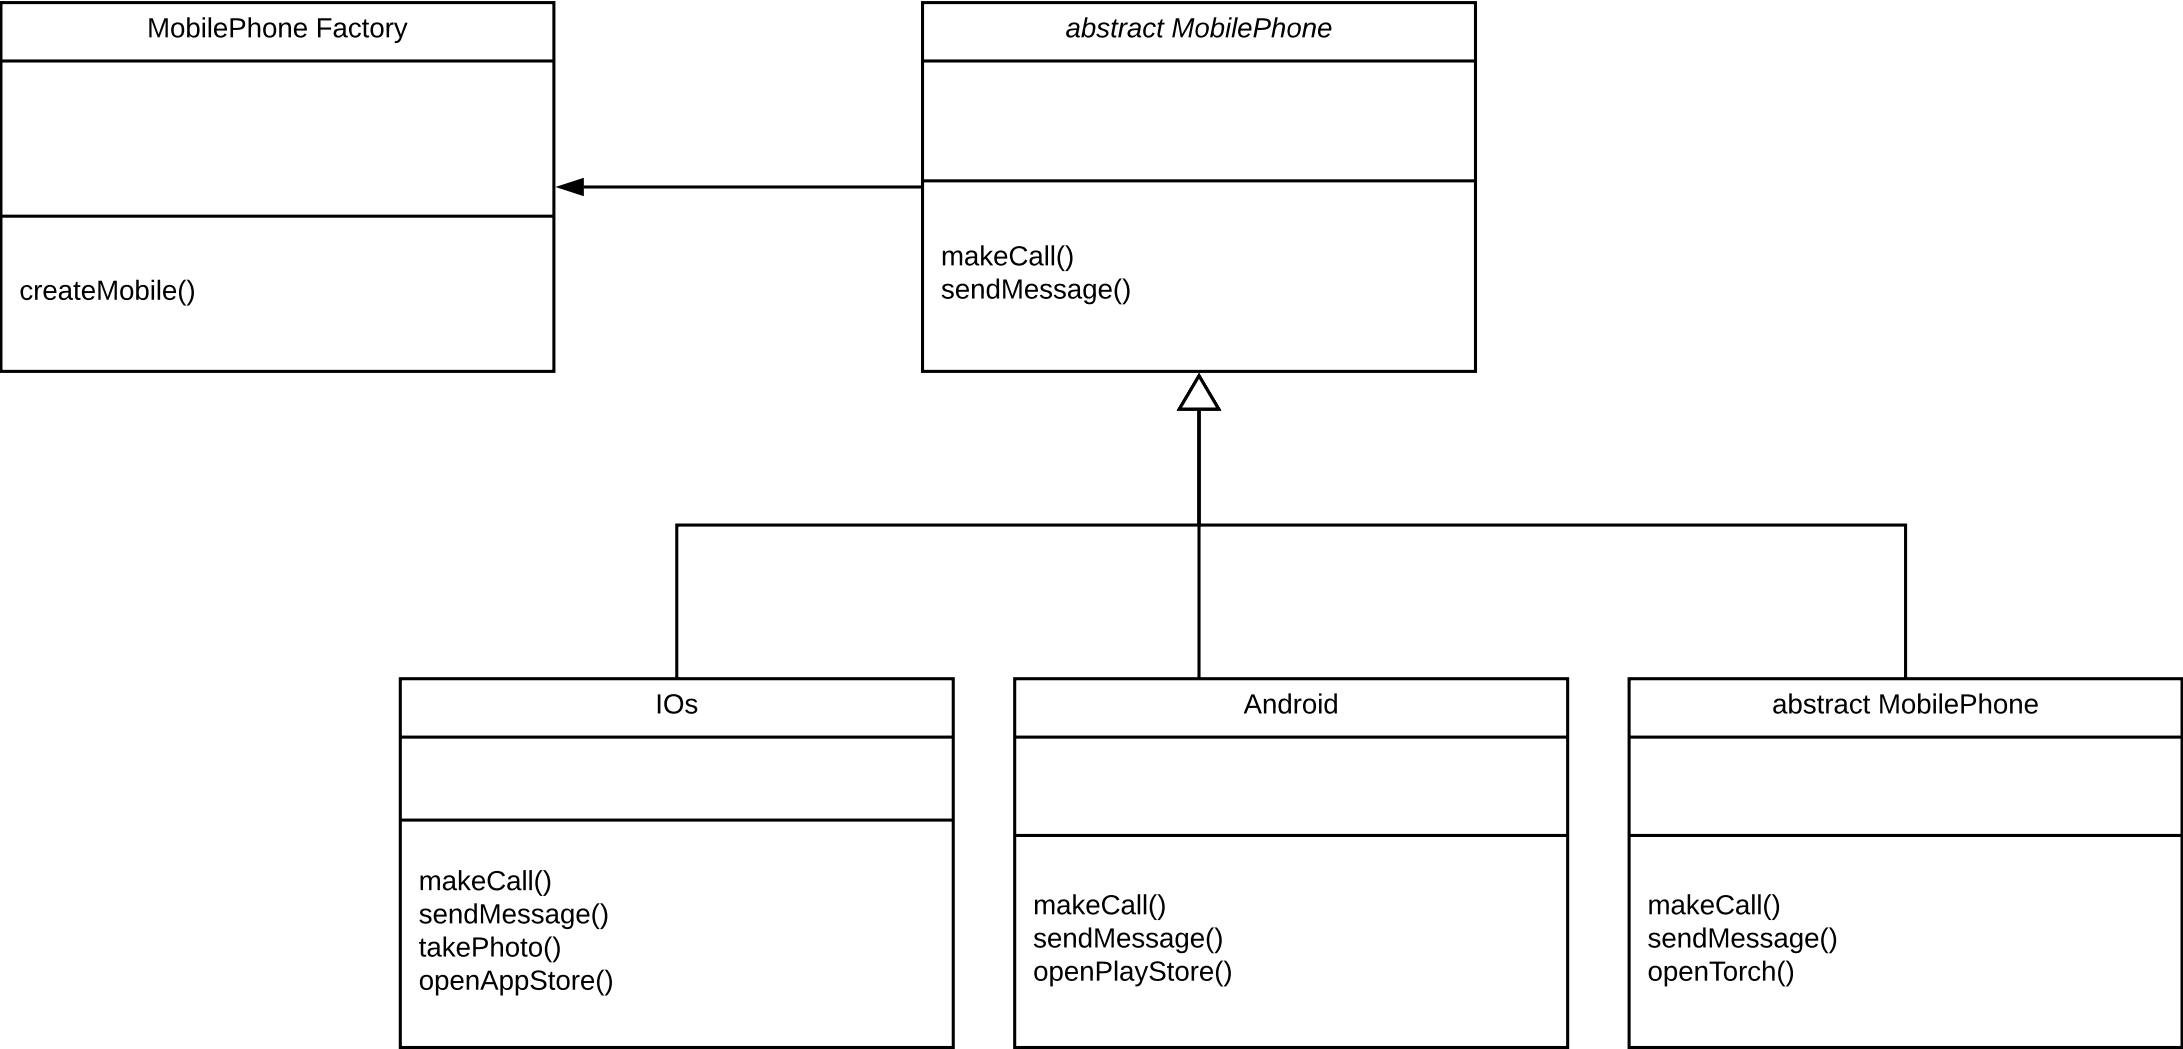 MobilePhone Factory
createMobile()
abstract MobilePhone
makeCall()
sendMessage()
IOs
makeCall()
sendMessage()
takePhoto()
openAppStore()
Android
makeCall()
sendMessage()
openPlayStore()
abstract MobilePhone
makeCall()
sendMessage()
openTorch()